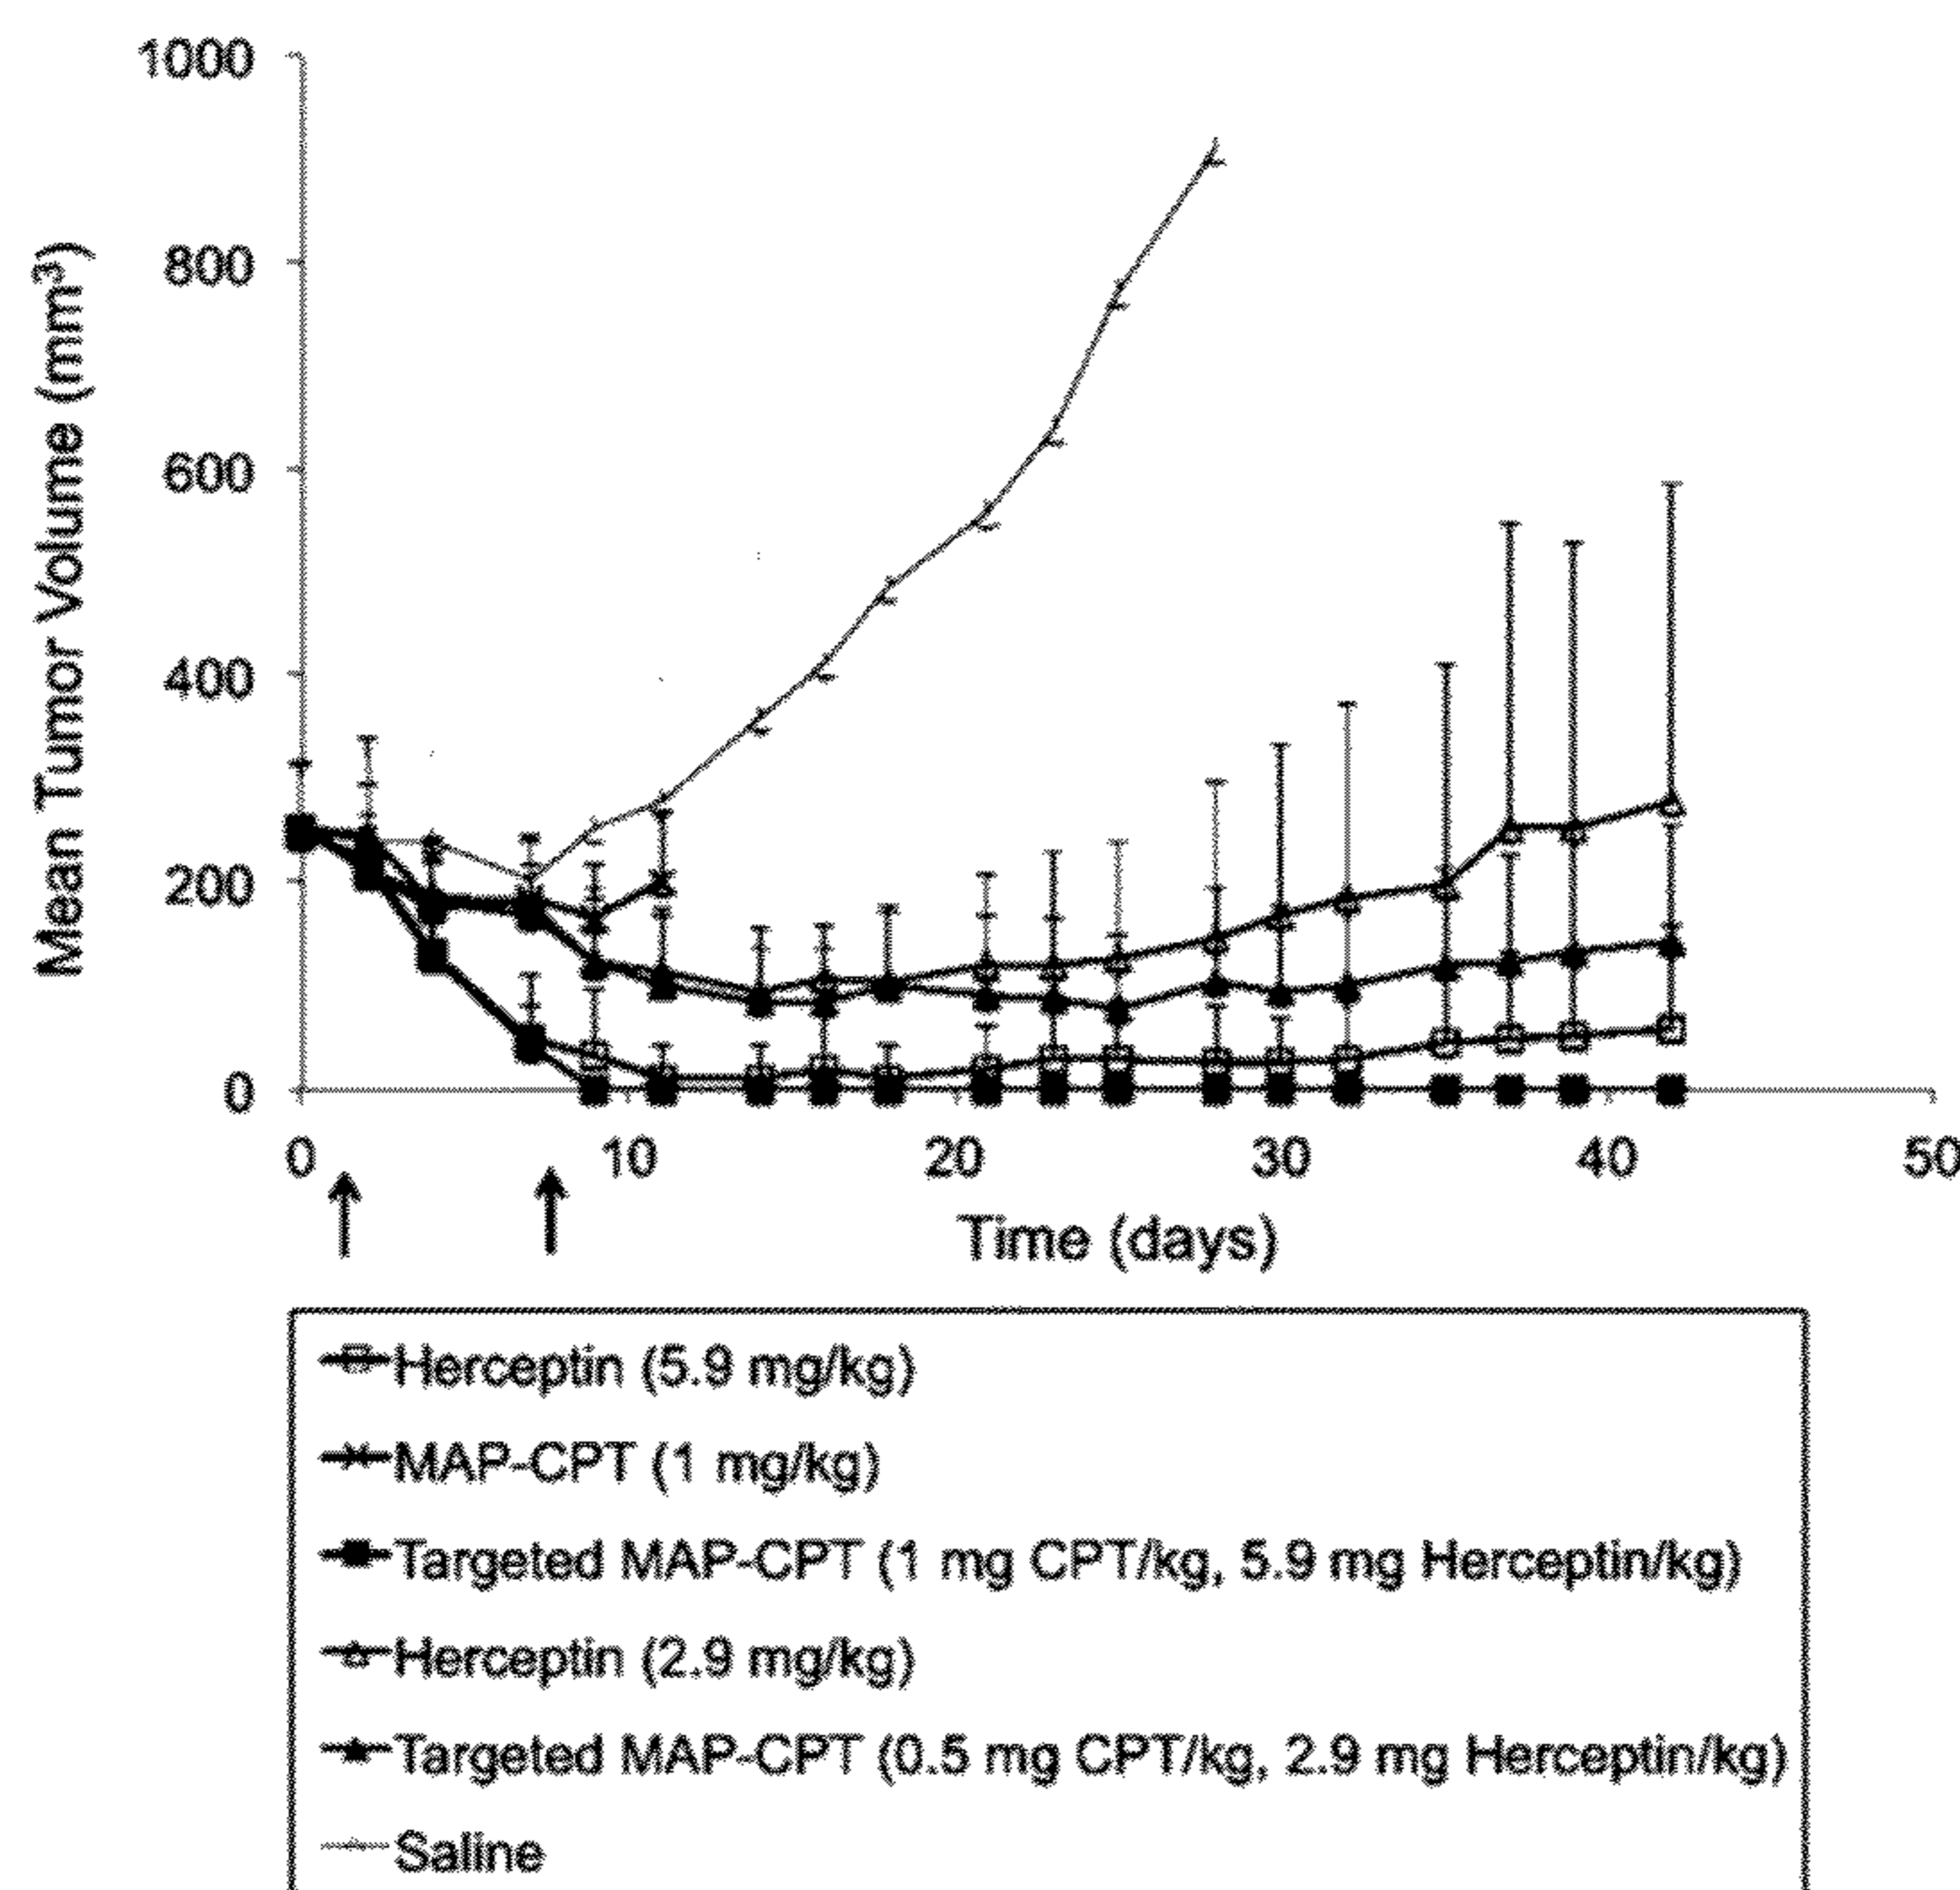 1000
800
600
400
200
0
Mean Tumor Volume (mm³)
0 10 20 30 40 50
Time (days)
Herceptin (5.9 mg/kg)
MAP-CPT (1 mg/kg)
Targeted MAP-CPT (1 mg CPT/kg, 5.9 mg Herceptin/kg)
Herceptin (2.9 mg/kg)
Targeted MAP-CPT (0.5 mg CPT/kg, 2.9 mg Herceptin/kg)
Saline